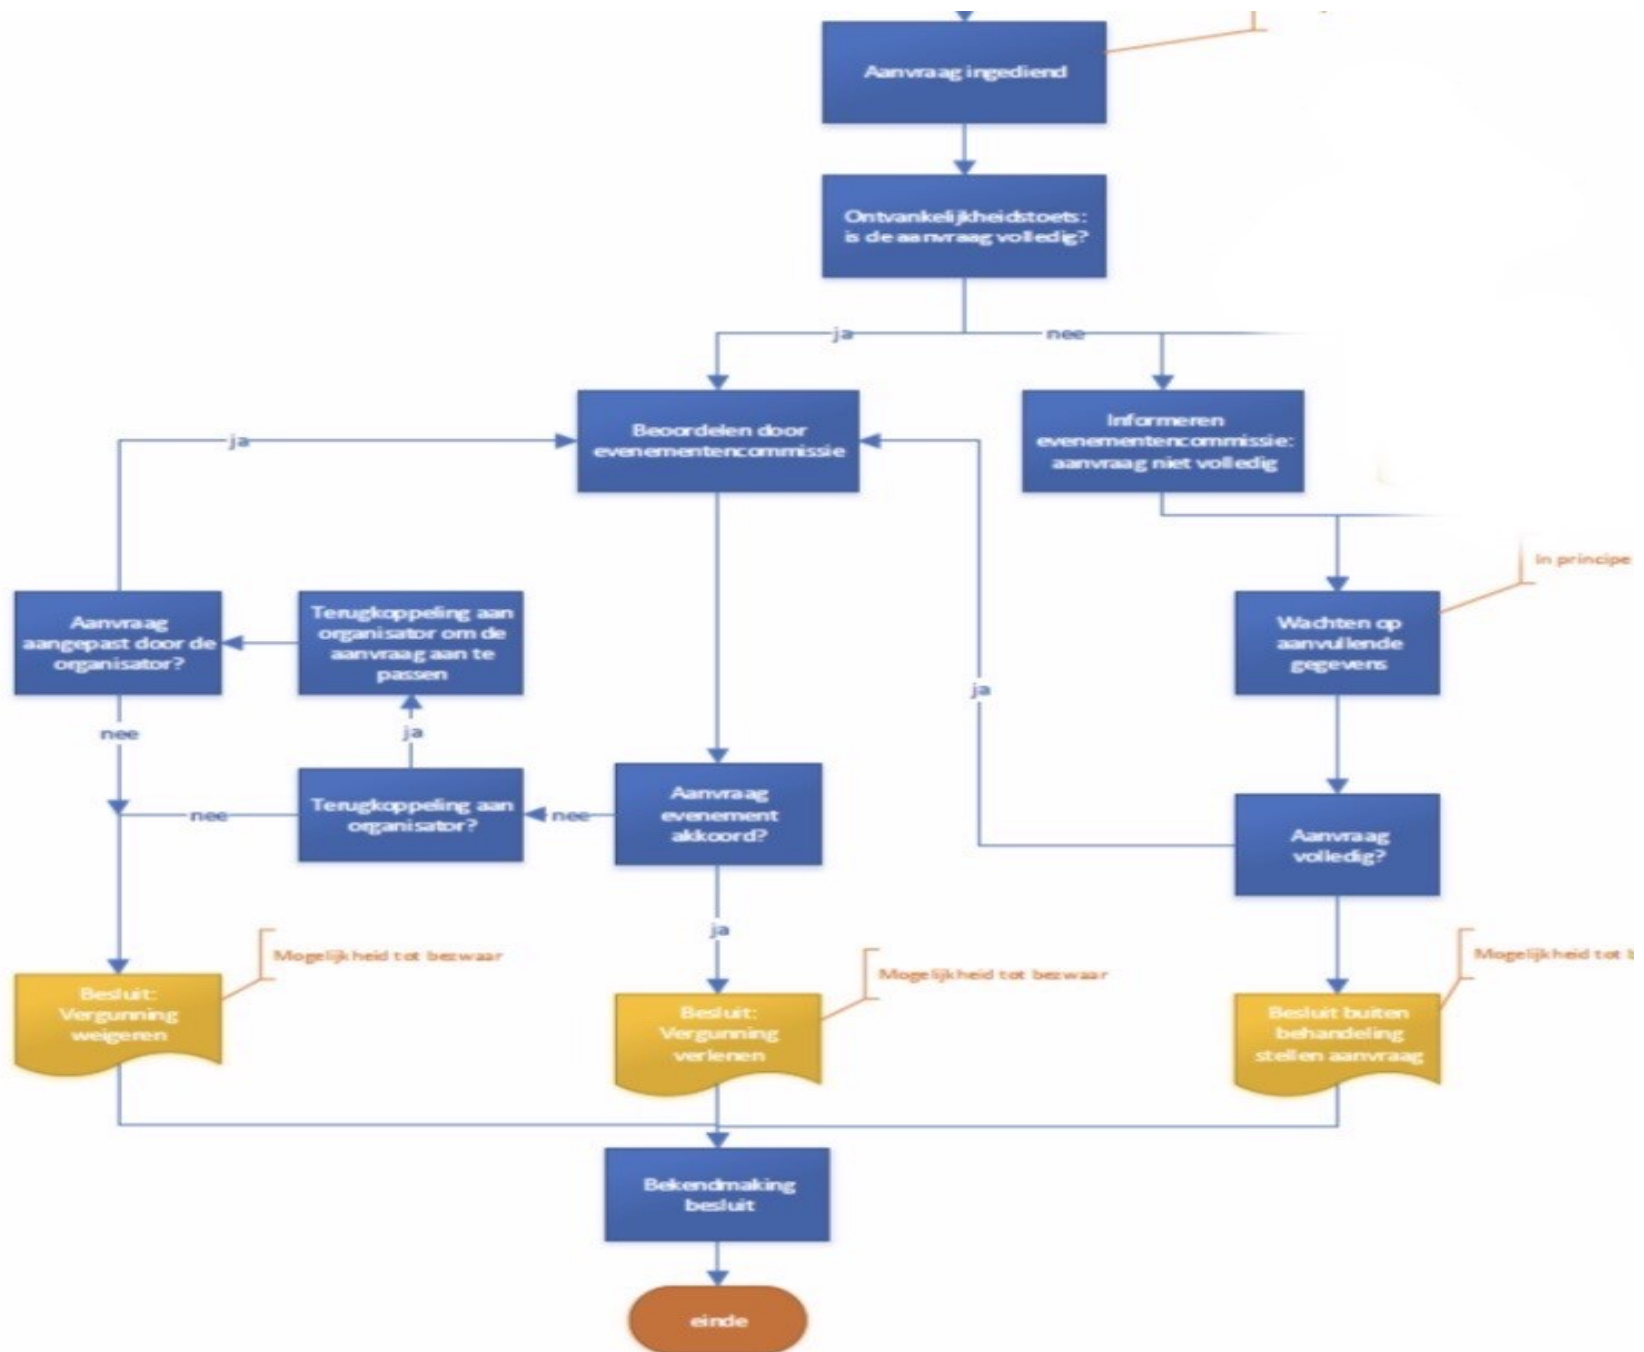 Aanvraag ingediend
Ontvankelijkheidstoets:
is de aanvraag volledig?
ja
nee
Beoordelen door
evenementencommissie
Informeren
evenementencommissie:
aanvraag niet volledig
ja
In principe
Aanvraag
aangepast door de
organisator?
Terugkoppeling aan
organisator om de
aanvraag aan te
passen
Wachten op
aanvullende
gegevens
ja
nee
ja
Terugkoppeling aan
organisator?
Aanvraag
evenement
akkoord?
nee
nee
Aanvraag
volledig?
ja
Mogelijkheid tot bezwaar
Mogelijkheid tot bezwaar
Mogelijkheid tot b
Besluit:
Vergunning
weigeren
Besluit:
Vergunning
verlenen
Besluit buiten
behandeling
stellen aanvraag
Bekendmaking
besluit
einde